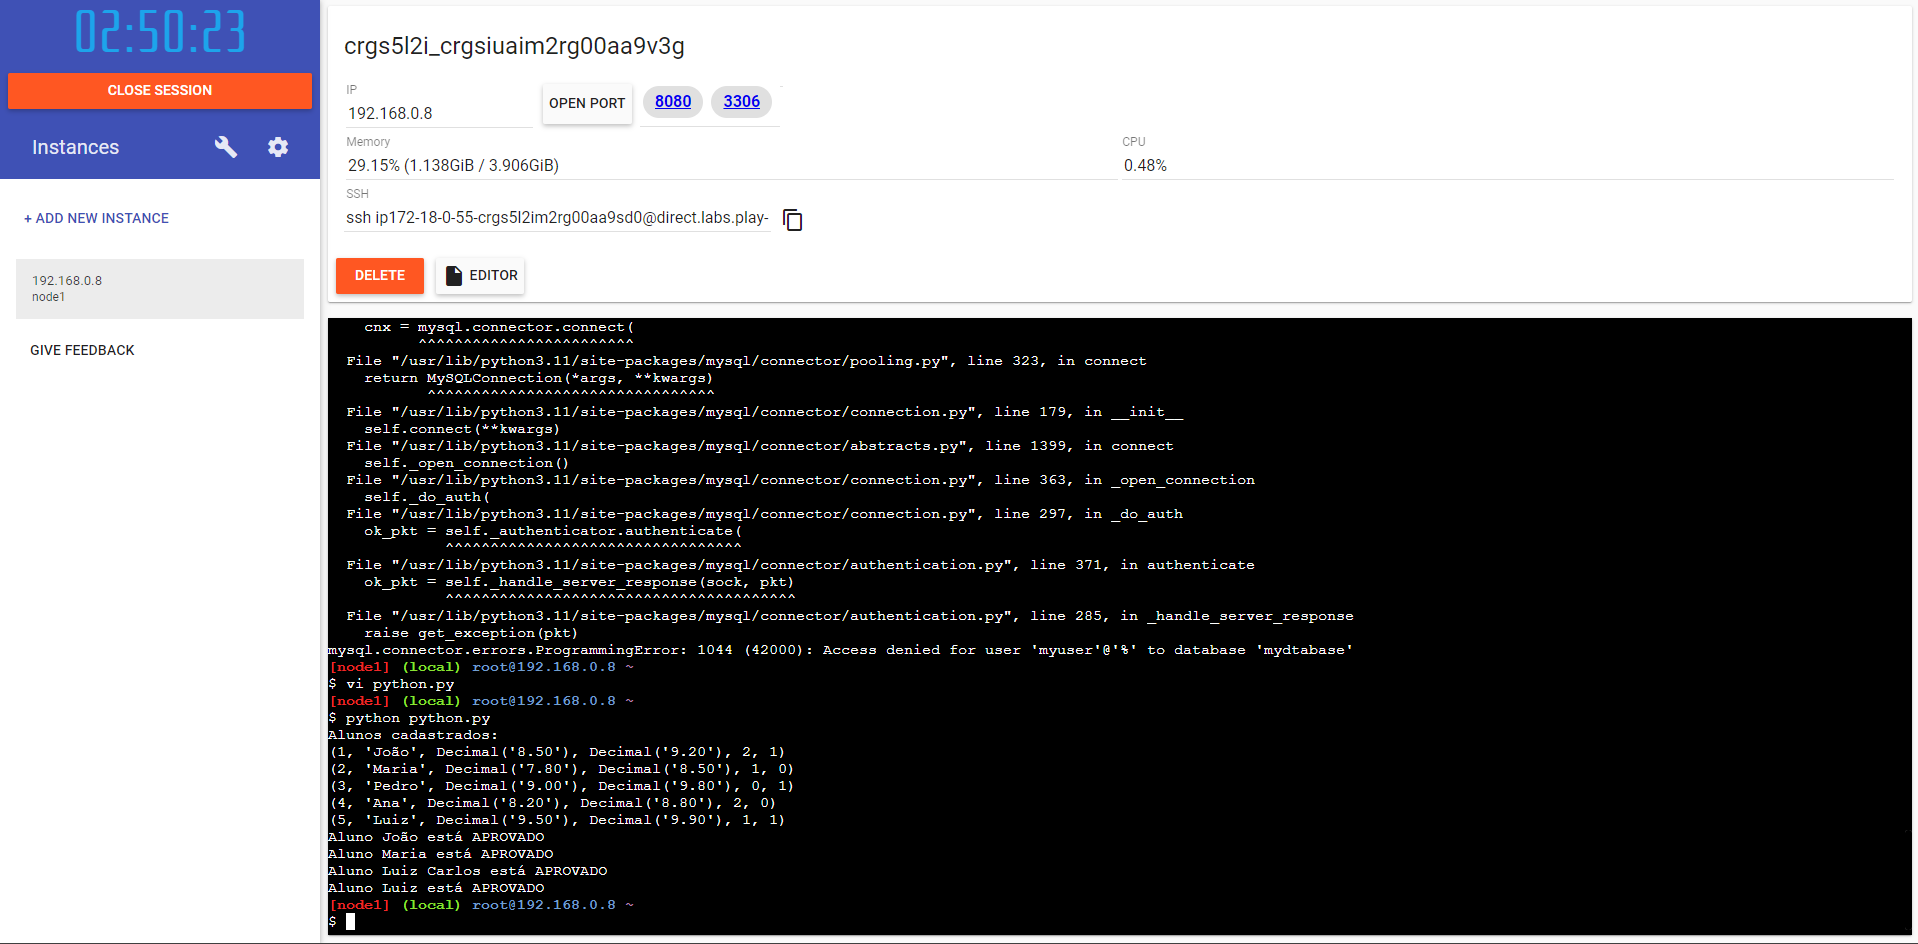 02:50:23
CLOSE SESSION
Instances
+ ADD NEW INSTANCE
192.168.0.8
node1
GIVE FEEDBACK
crgs5l2i_crgsiuaim2rg00aa9v3g
IP
192.168.0.8
OPEN PORT
8080
3306
Memory
29.15% (1.138GiB / 3.906GiB)
CPU
0.48%
SSH
ssh ip172-18-0-55-crgs5l2im2rg00aa9sd0@direct.labs.play-
DELETE
EDITOR
cnx = mysql.connector.connect(
^^^^^^^^^^^^^^^^^^^^^^^^
File "/usr/lib/python3.11/site-packages/mysql/connector/pooling.py", line 323, in connect
return MySQLConnection(*args, **kwargs)
^^^^^^^^^^^^^^^^^^^^^^^^^^^^^^^^
File "/usr/lib/python3.11/site-packages/mysql/connector/connection.py", line 179, in __init__
self.connect(**kwargs)
File "/usr/lib/python3.11/site-packages/mysql/connector/abstracts.py", line 1399, in connect
self._open_connection()
File "/usr/lib/python3.11/site-packages/mysql/connector/connection.py", line 363, in _open_connection
self._do_auth(
File "/usr/lib/python3.11/site-packages/mysql/connector/connection.py", line 297, in _do_auth
ok_pkt = self._authenticator.authenticate(
^^^^^^^^^^^^^^^^^^^^^^^^^^^^^^^^^
File "/usr/lib/python3.11/site-packages/mysql/connector/authentication.py", line 371, in authenticate
ok_pkt = self._handle_server_response(sock, pkt)
^^^^^^^^^^^^^^^^^^^^^^^^^^^^^^^^^^^^^^^
File "/usr/lib/python3.11/site-packages/mysql/connector/authentication.py", line 285, in _handle_server_response
raise get_exception(pkt)
mysql.connector.errors.ProgrammingError: 1044 (42000): Access denied for user 'myuser'@'%' to database 'mydtabase'
[node1] (local) root@192.168.0.8 ~
$ vi python.py
[node1] (local) root@192.168.0.8 ~
$ python python.py
Alunos cadastrados:
(1, 'João', Decimal('8.50'), Decimal('9.20'), 2, 1)
(2, 'Maria', Decimal('7.80'), Decimal('8.50'), 1, 0)
(3, 'Pedro', Decimal('9.00'), Decimal('9.80'), 0, 1)
(4, 'Ana', Decimal('8.20'), Decimal('8.80'), 2, 0)
(5, 'Luiz', Decimal('9.50'), Decimal('9.90'), 1, 1)
Aluno João está APROVADO
Aluno Maria está APROVADO
Aluno Luiz Carlos está APROVADO
Aluno Luiz está APROVADO
[node1] (local) root@192.168.0.8 ~
$